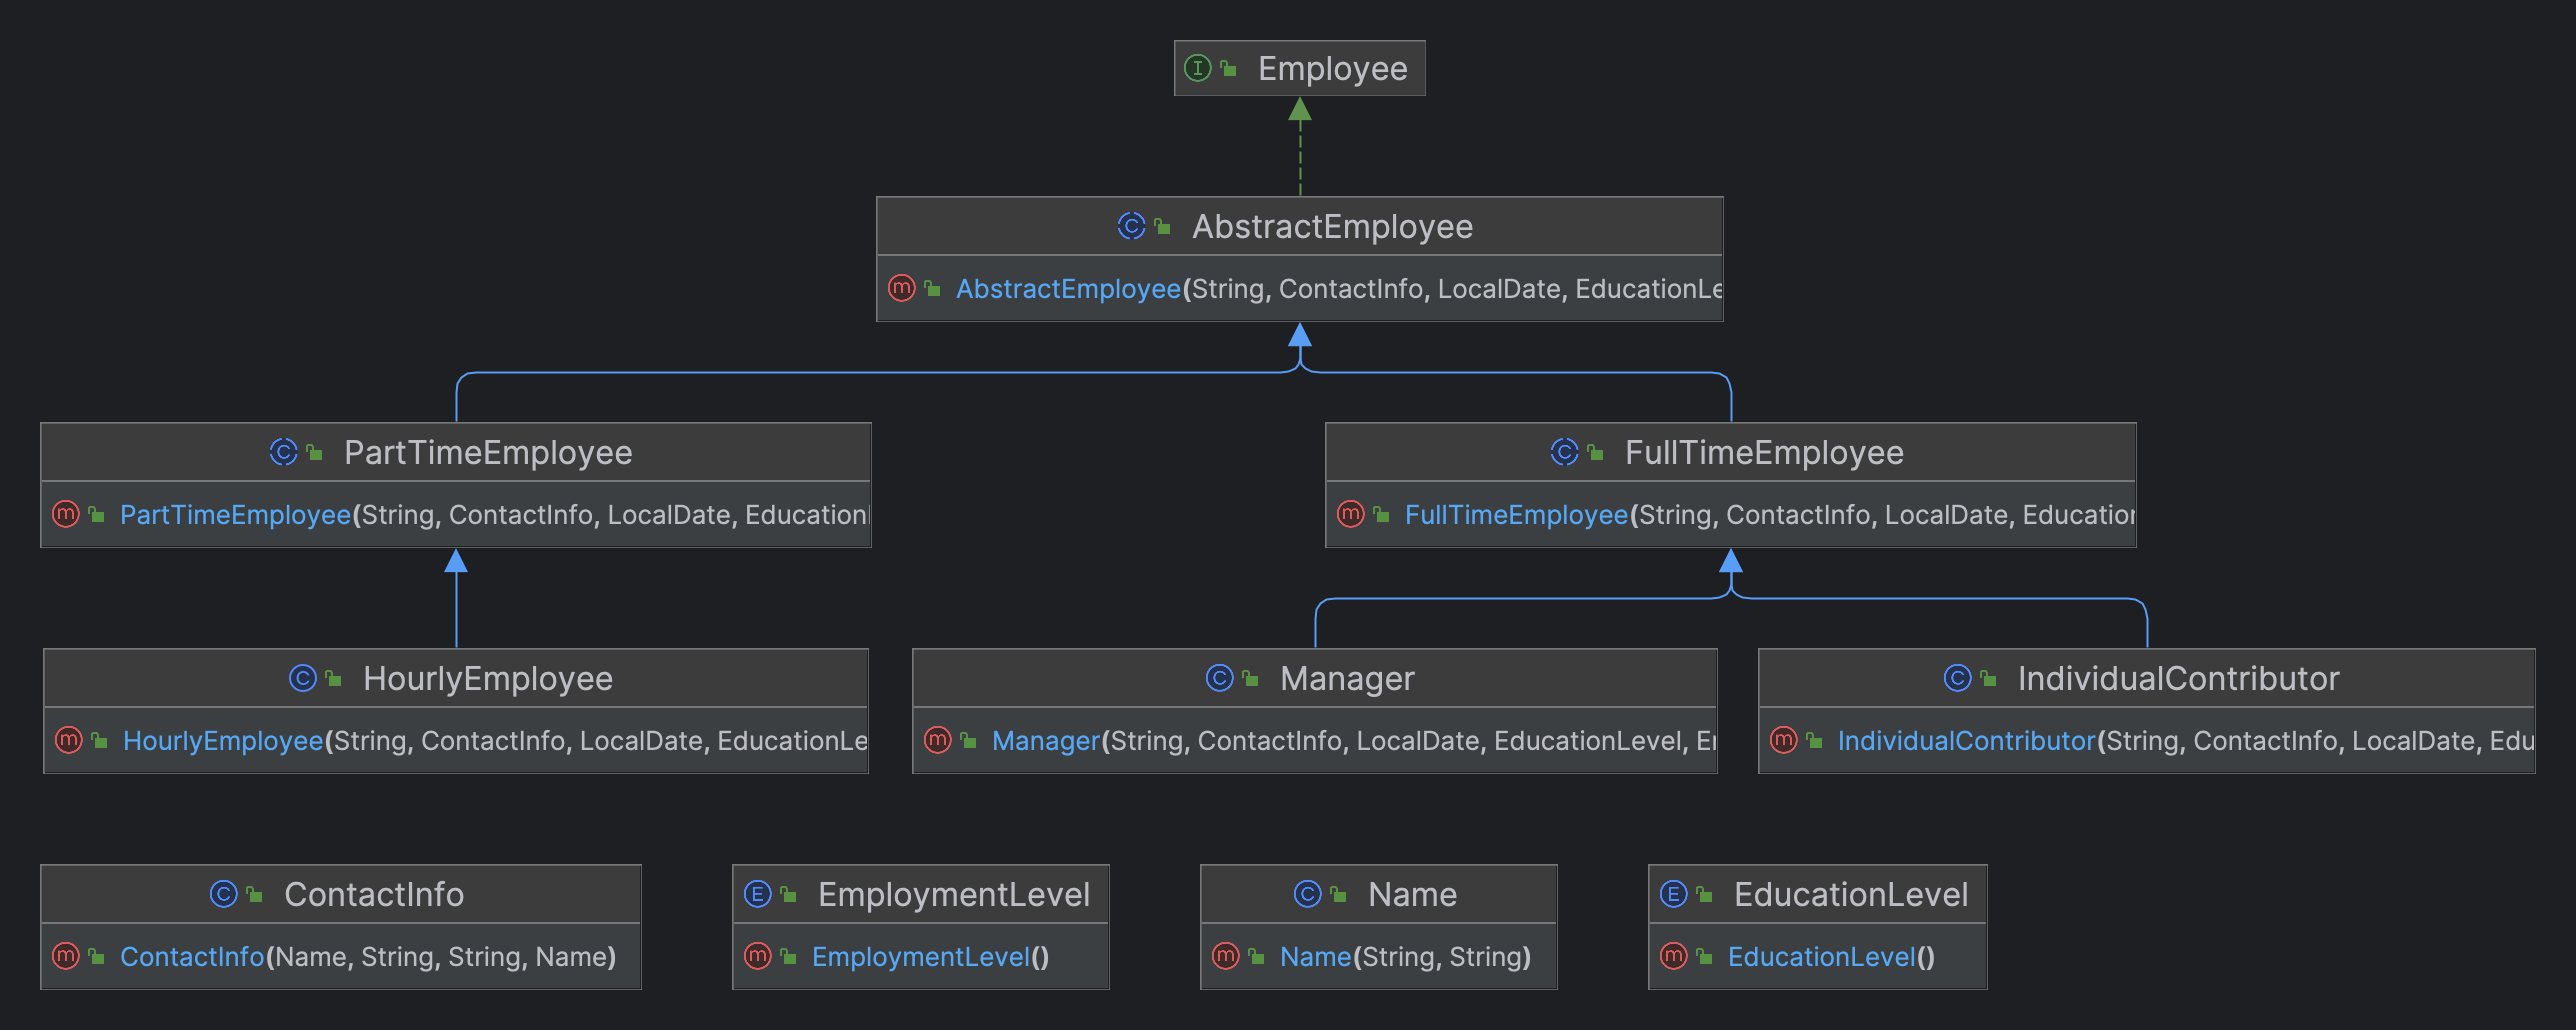 Employee
AbstractEmployee
AbstractEmployee(String, ContactInfo, LocalDate,
PartTimeEmployee
PartTimeEmployee(String, ContactInfo, LocalDate, Education
FullTimeEmployee
FullTimeEmployee(String, ContactInfo, LocalDate,
HourlyEmployee
HourlyEmployee(String, ContactInfo, LocalDate, EducationLe
Manager
Manager(String, ContactInfo, LocalDate, EducationLevel,
IndividualContributor
IndividualContributor(String, ContactInfo, LocalDate, Edu
ContactInfo
ContactInfo(Name, String, String, Name)
EmploymentLevel
EmploymentLevel()
Name
Name(String, String)
EducationLevel
EducationLevel()